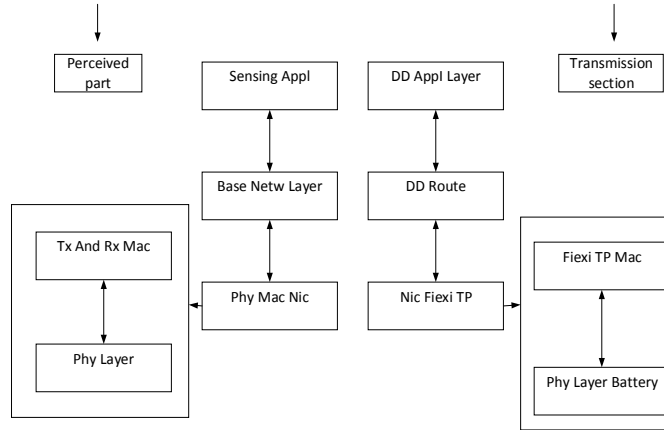 Perceived
part
Sensing Appl
DD Appl Layer
Transmission
section
Base Netw Layer
DD Route
Tx And Rx Mac
Fiexi TP Mac
Phy Mac Nic
Nic Fiexi TP
Phy Layer
Phy Layer Battery